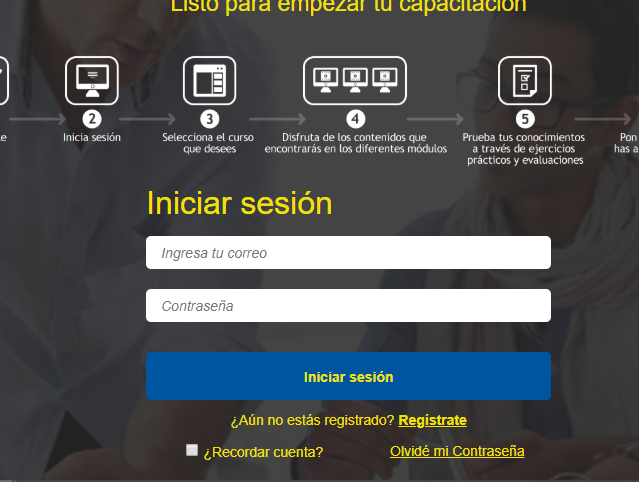 Listo para empezar tu capacitación
2
3
4
5
Inicia sesión
Selecciona el curso
que desees
Disfruta de los contenidos que
encontrarás en los diferentes módulos
Prueba tus conocimientos
a través de ejercicios
prácticos y evaluaciones
Pon
has a
Iniciar sesión
Ingresa tu correo
Contraseña
Iniciar sesión
¿Aún no estás registrado? Regístrate
¿Recordar cuenta? Olvidé mi Contraseña